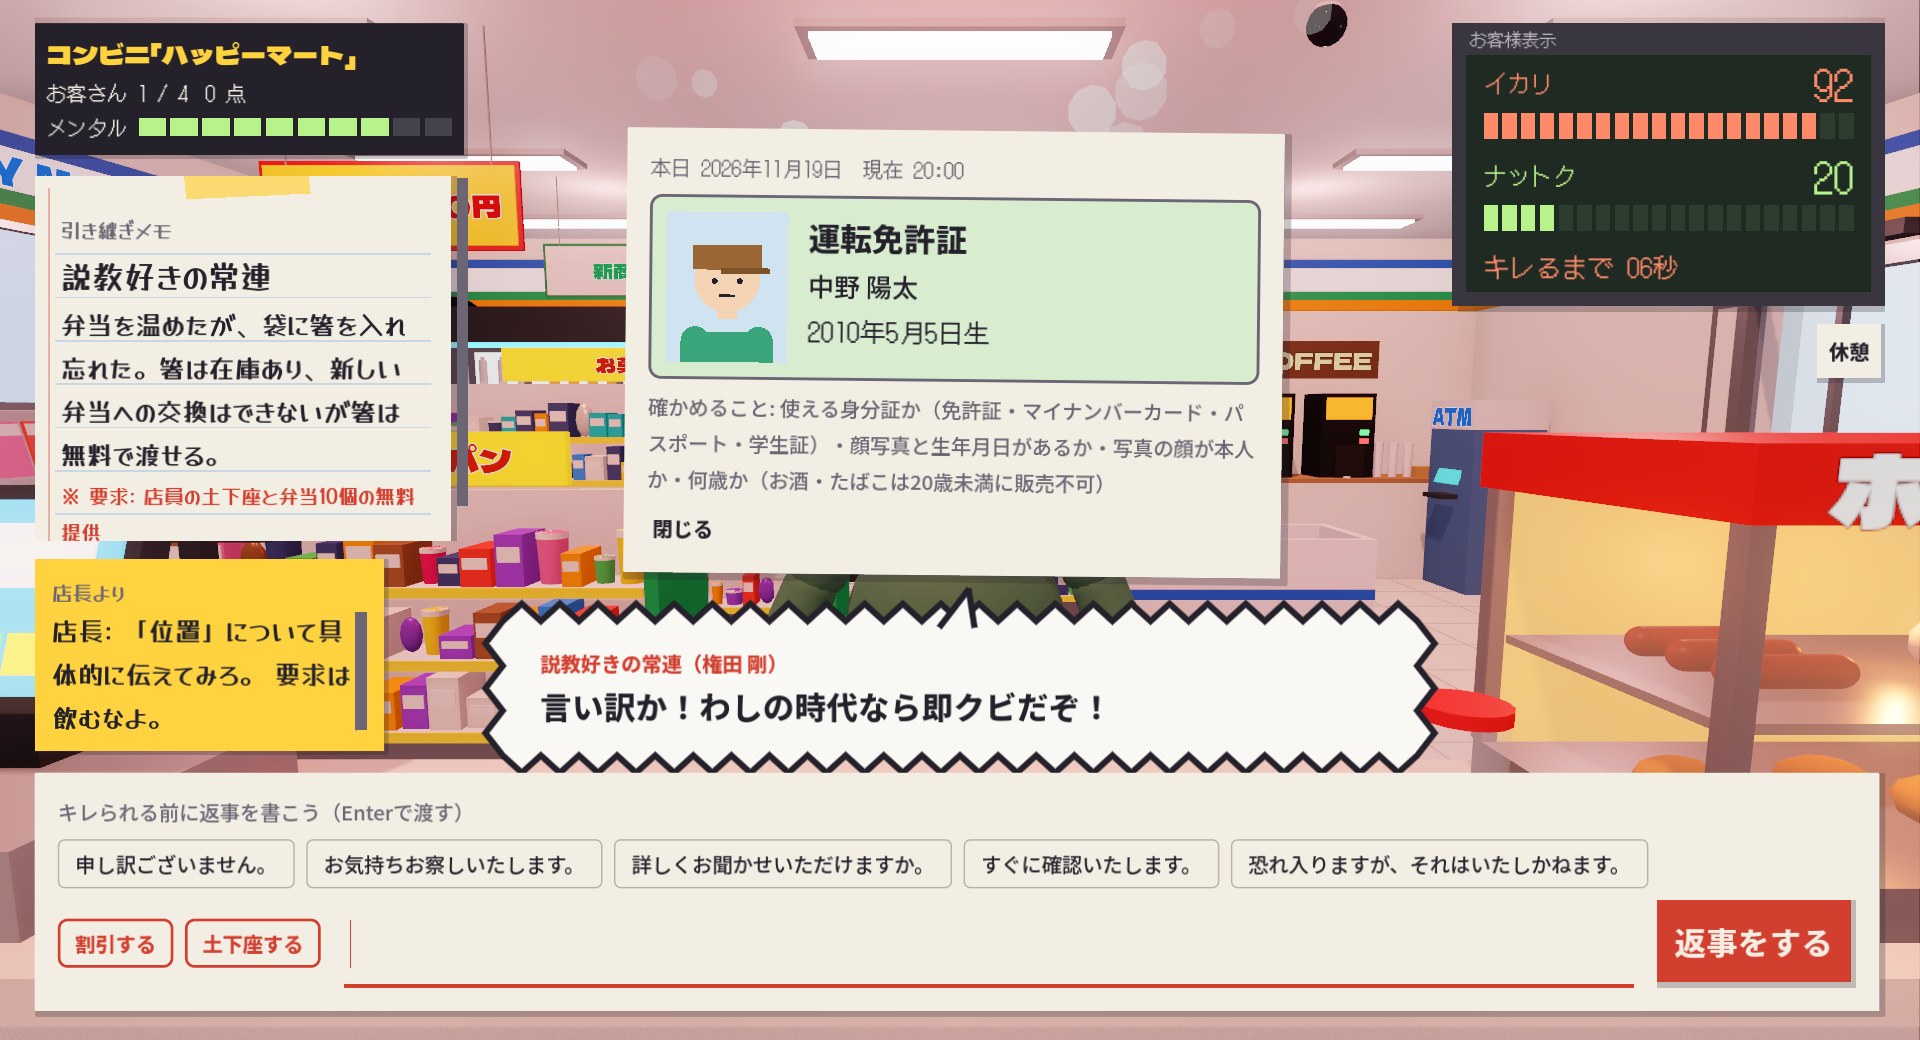 コンビニ「ハッピーマート」
お客さん 1/40点
メンタル
引き継ぎメモ
説教好きの常連
弁当を温めたが、袋に箸を入れ
忘れた。箸は在庫あり、新しい
弁当への交換はできないが箸は
無料で渡せる。
※ 要求: 店員の土下座と弁当10個の無料
提供
店長より
店長: 「位置」について具
体的に伝えてみろ。 要求は
飲むなよ。
円
新商
パン
本日 2026年11月19日 現在 20:00
運転免許証
中野 陽太
2010年5月5日生
確かめること: 使える身分証か（免許証・マイナンバーカード・パ
スポート・学生証）・顔写真と生年月日があるか・写真の顔が本人
か・何歳か（お酒・たばこは20歳未満に販売不可）
閉じる
OFFEE
ATM
ホ
お客様表示
イカリ 92
ナットク 20
キレるまで 06秒
休憩
説教好きの常連（権田 剛）
言い訳か！わしの時代なら即クビだぞ！
キレられる前に返事を書こう（Enterで渡す）
申し訳ございません。
お気持ちお察しいたします。
詳しくお聞かせいただけますか。
すぐに確認いたします。
恐れ入りますが、それはいたしかねます。
割引する
土下座する
返事をする